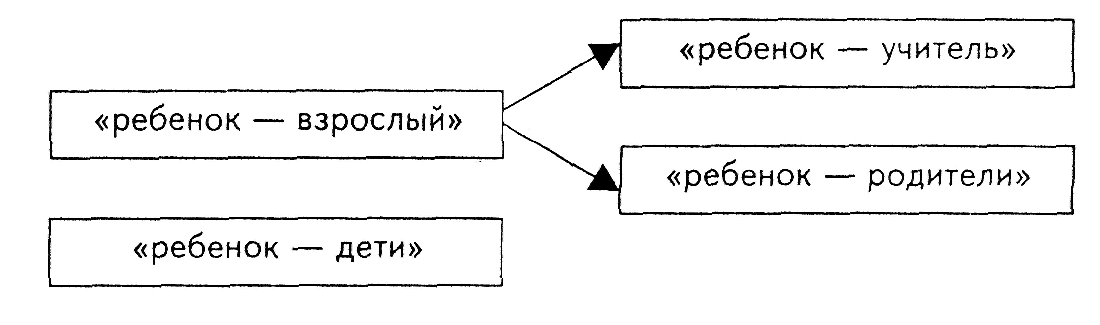 «ребенок — учитель»
«ребенок — взрослый»
«ребенок — родители»
«ребенок — дети»